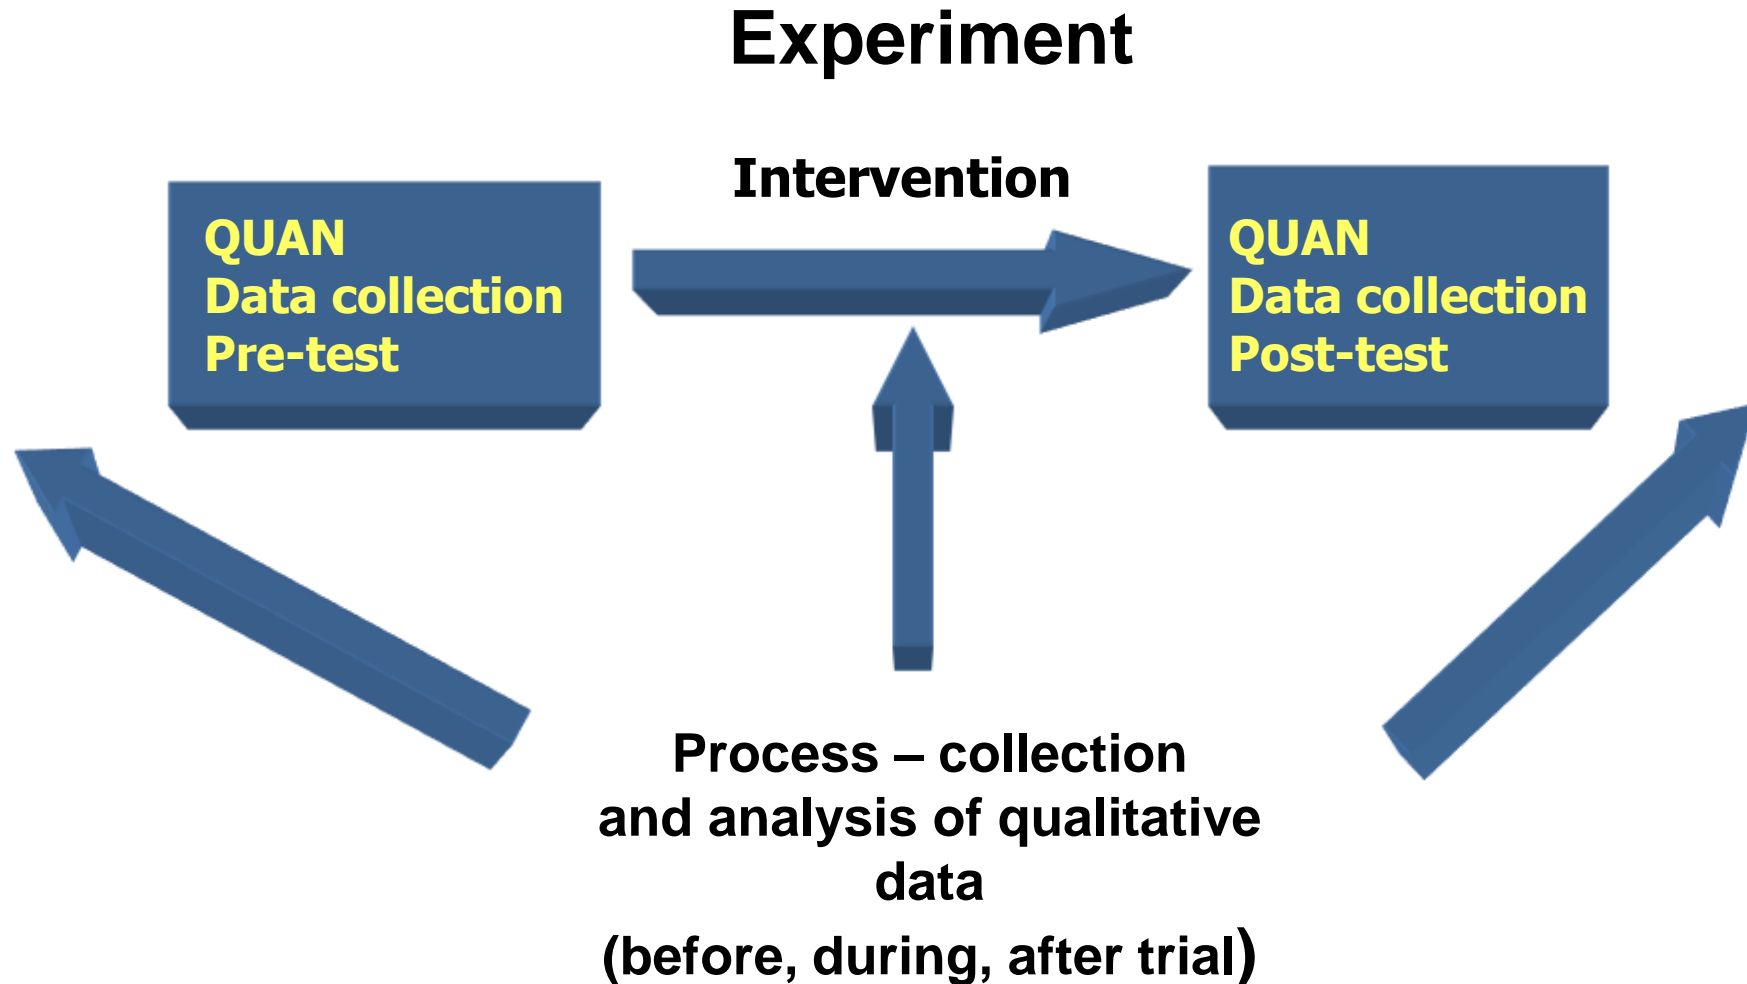 Experiment
Intervention
QUAN
Data collection
Pre-test
QUAN
Data collection
Post-test
Process – collection
and analysis of qualitative
data
(before, during, after trial)